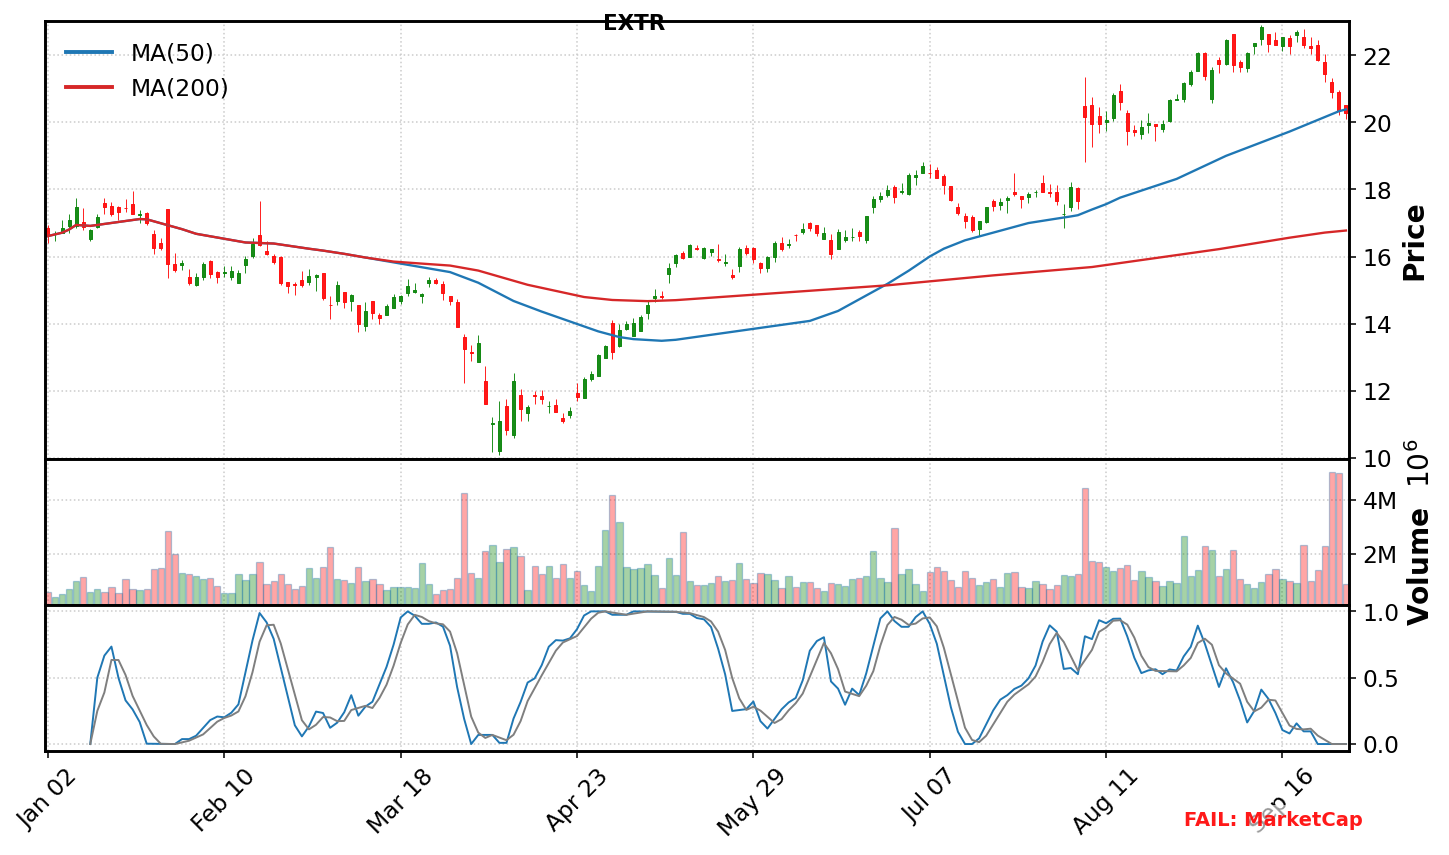 EXTR
MA(50)
MA(200)
22
20
18
16
14
12
10
Price
4M
2M
Volume 10^6
1.0
0.5
0.0
Jan 02
Feb 10
Mar 18
Apr 23
May 29
Jul 07
Aug 11
Sep 16
FAIL: MarketCap